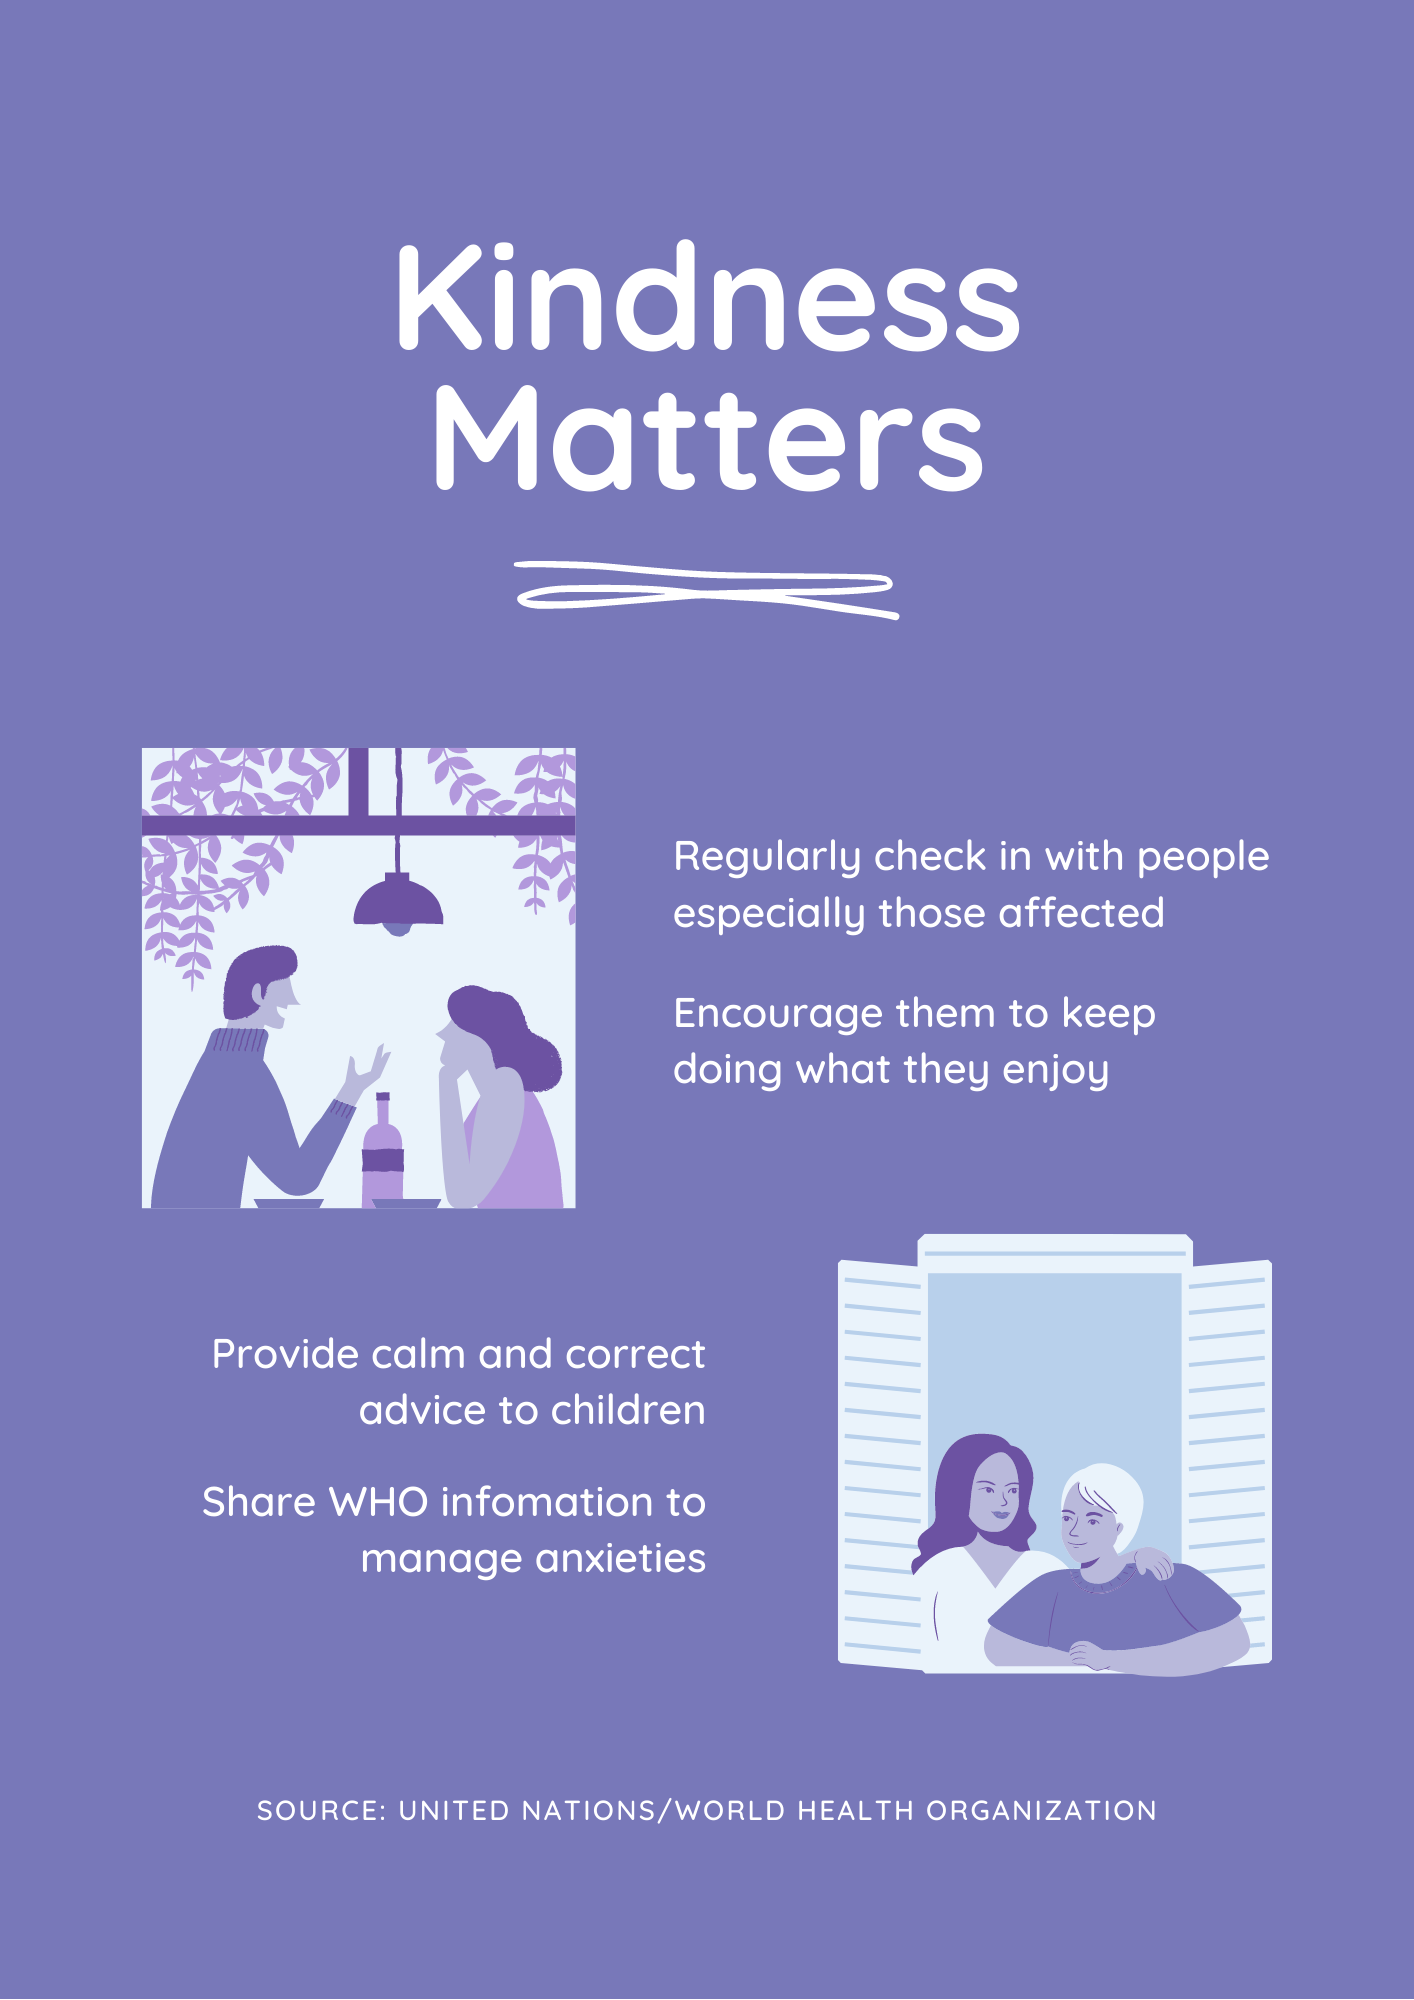 Kindness
Matters
Regularly check in with people
especially those affected
Encourage them to keep
doing what they enjoy
Provide calm and correct
advice to children
Share WHO infomation to
manage anxieties
SOURCE: UNITED NATIONS/WORLD HEALTH ORGANIZATION